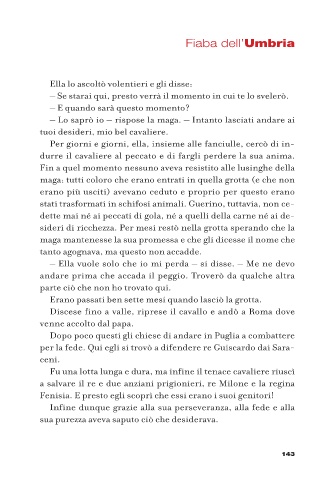 Fiaba dell'Umbria
Ella lo ascoltò volentieri e gli disse:
– Se starai qui, presto verrà il momento in cui te lo svelerò.
– E quando sarà questo momento?
– Lo saprò io – rispose la maga. – Intanto lasciati andare ai
tuoi desideri, mio bel cavaliere.
Per giorni e giorni, ella, insieme alle fanciulle, cercò di in-
durre il cavaliere al peccato e di fargli perdere la sua anima.
Fin a quel momento nessuno aveva resistito alle lusinghe della
maga: tutti coloro che erano entrati in quella grotta (e che non
erano più usciti) avevano ceduto e proprio per questo erano
stati trasformati in schifosi animali. Guerino, tuttavia, non ce-
dette mai né ai peccati di gola, né a quelli della carne né ai de-
sideri di ricchezza. Per mesi restò nella grotta sperando che la
maga mantenesse la sua promessa e che gli dicesse il nome che
tanto agognava, ma questo non accadde.
– Ella vuole solo che io mi perda – si disse. – Me ne devo
andare prima che accada il peggio. Troverò da qualche altra
parte ciò che non ho trovato qui.
Erano passati ben sette mesi quando lasciò la grotta.
Discese fino a valle, riprese il cavallo e andò a Roma dove
venne accolto dal papa.
Dopo poco questi gli chiese di andare in Puglia a combattere
per la fede. Qui egli si trovò a difendere re Guiscardo dai Sara-
ceni.
Fu una lotta lunga e dura, ma infine il tenace cavaliere riuscì
a salvare il re e due anziani prigionieri, re Milone e la regina
Fenisia. E presto egli scoprì che essi erano i suoi genitori!
Infine dunque grazie alla sua perseveranza, alla fede e alla
sua purezza aveva saputo ciò che desiderava.
143